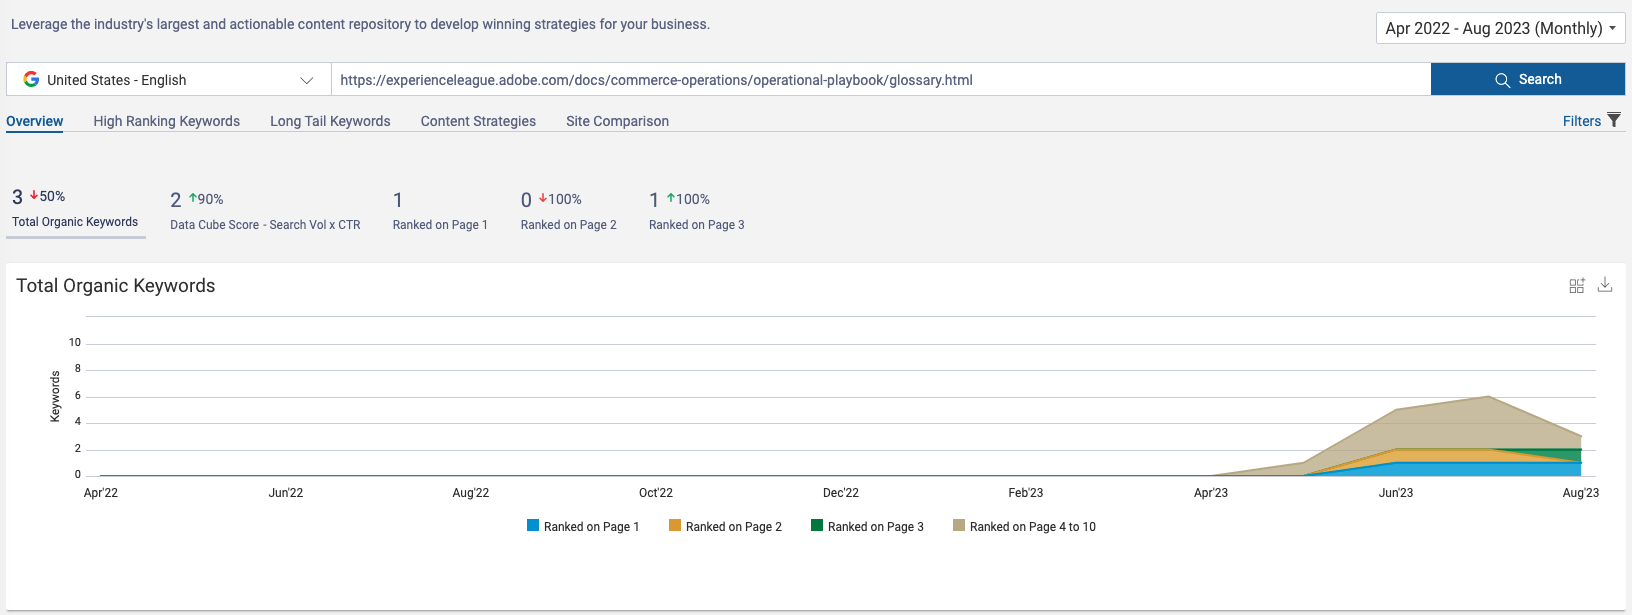 Leverage the industry's largest and actionable content repository to develop winning strategies for your business.
Apr 2022 - Aug 2023 (Monthly)
United States - English
https://experienceleague.adobe.com/docs/commerce-operations/operational-playbook/glossary.html
Search
Overview High Ranking Keywords Long Tail Keywords Content Strategies Site Comparison Filters
3 50%
Total Organic Keywords
2 90%
Data Cube Score - Search Vol x CTR
1
Ranked on Page 1
0 100%
Ranked on Page 2
1 100%
Ranked on Page 3
Total Organic Keywords
Keywords
10
8
6
4
2
0
Apr'22 Jun'22 Aug'22 Oct'22 Dec'22 Feb'23 Apr'23 Jun'23 Aug'23
Ranked on Page 1 Ranked on Page 2 Ranked on Page 3 Ranked on Page 4 to 10